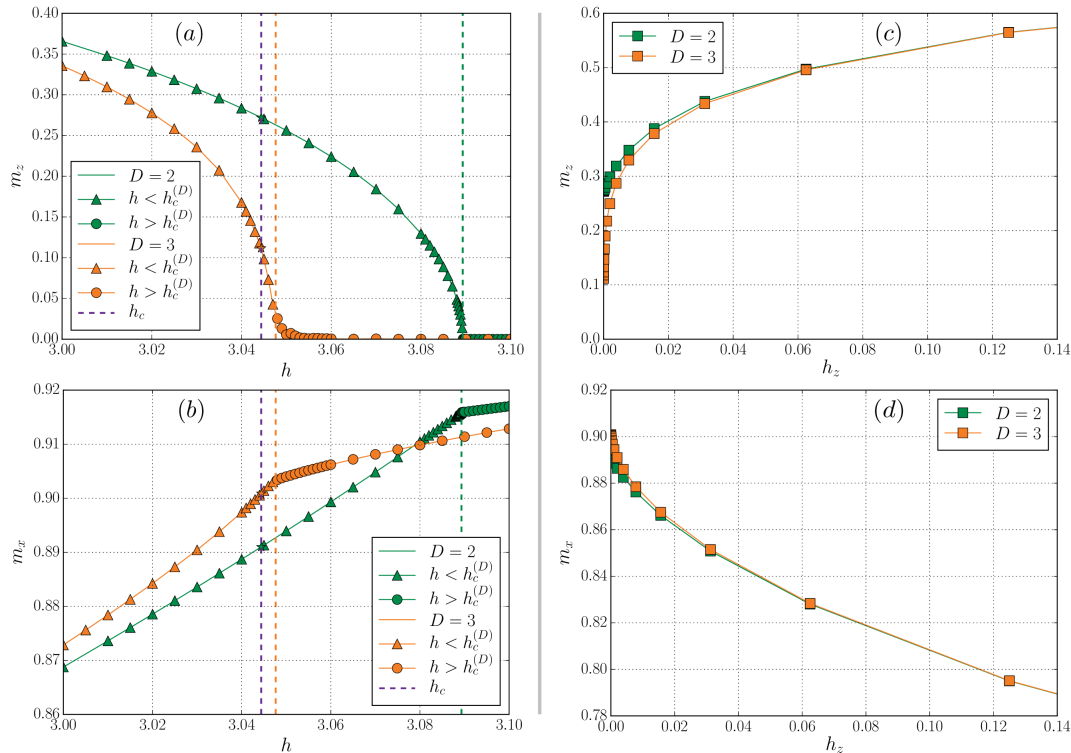 (a)
0.40
0.35
0.30
0.25
0.20
0.15
0.10
0.05
0.00
m_z
D = 2
h < h_c^{(D)}
h > h_c^{(D)}
D = 3
h < h_c^{(D)}
h > h_c^{(D)}
h_c
3.00 3.02 3.04 3.06 3.08 3.10
h
(c)
D = 2
D = 3
0.6
0.5
0.4
0.3
0.2
0.1
0.0
m_z
0.00 0.02 0.04 0.06 0.08 0.10 0.12 0.14
h_z
(b)
0.92
0.91
0.90
0.89
0.88
0.87
0.86
m_x
D = 2
h < h_c^{(D)}
h > h_c^{(D)}
D = 3
h < h_c^{(D)}
h > h_c^{(D)}
h_c
3.00 3.02 3.04 3.06 3.08 3.10
h
(d)
D = 2
D = 3
0.92
0.90
0.88
0.86
0.84
0.82
0.80
0.78
m_x
0.00 0.02 0.04 0.06 0.08 0.10 0.12 0.14
h_z